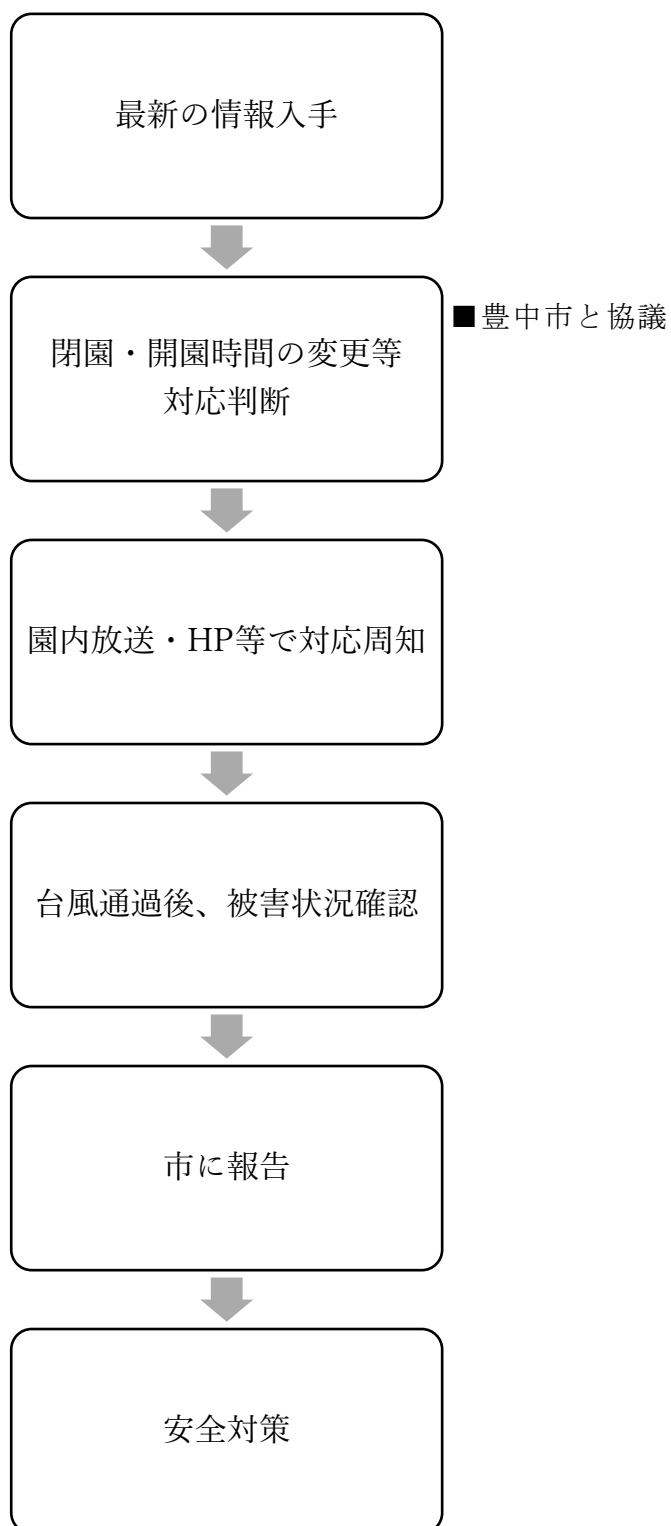 最新の情報入手
閉園・開園時間の変更等
対応判断
■豊中市と協議
園内放送・HP等で対応周知
台風通過後、被害状況確認
市に報告
安全対策